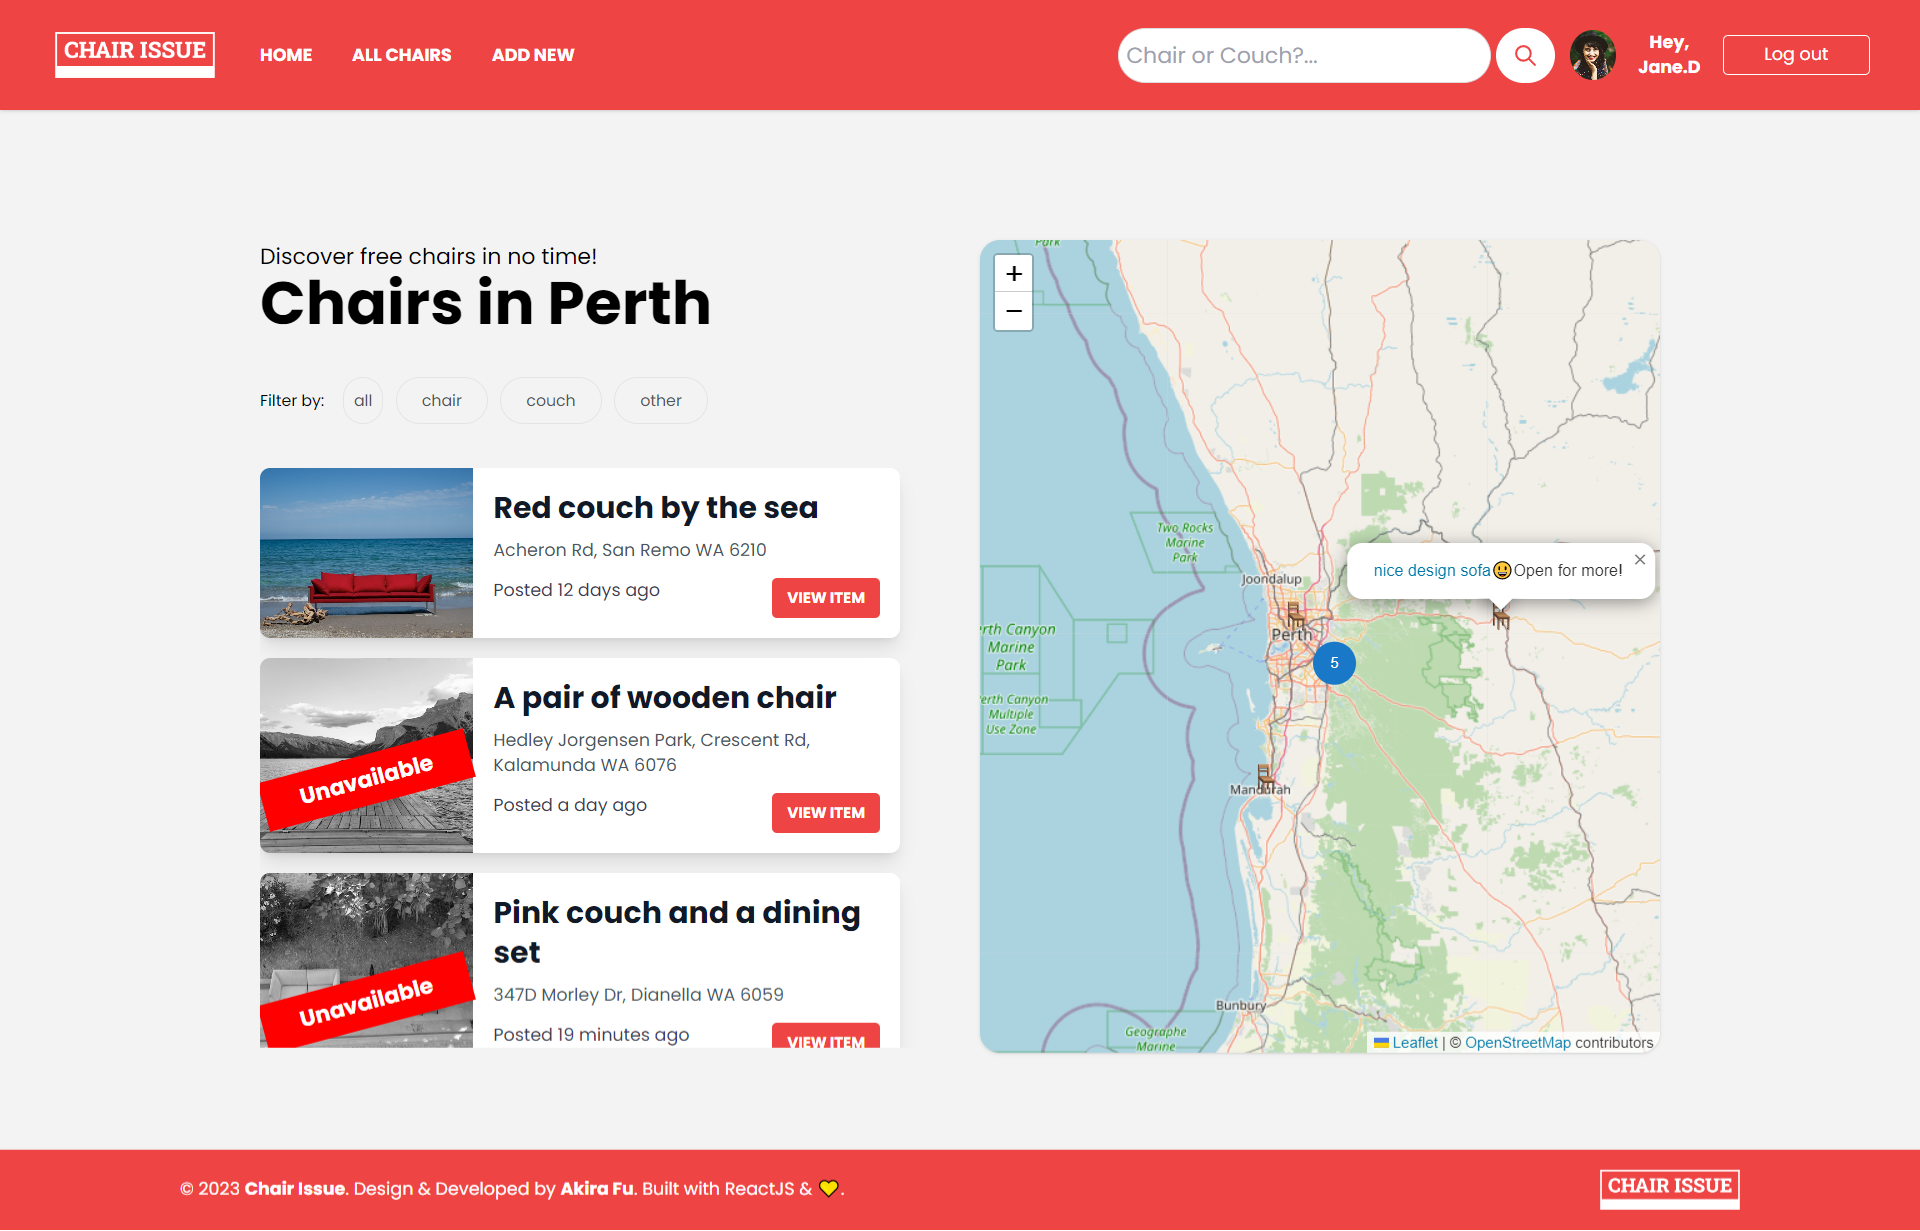 CHAIR ISSUE
HOME
ALL CHAIRS
ADD NEW
Chair or Couch?...
Hey,
Jane.D
Log out
Discover free chairs in no time!
Chairs in Perth
Filter by:
all
chair
couch
other
Red couch by the sea
Acheron Rd, San Remo WA 6210
Posted 12 days ago
VIEW ITEM
Unavailable
A pair of wooden chair
Hedley Jorgensen Park, Crescent Rd,
Kalamunda WA 6076
Posted a day ago
VIEW ITEM
Unavailable
Pink couch and a dining
set
347D Morley Dr, Dianella WA 6059
Posted 19 minutes ago
VIEW ITEM
+
−
Park
Two Rocks
Marine
Park
Joondalup
nice design sofa😃Open for more!
×
Perth
5
Canyon
Marine
Park
Canyon
Multiple
Use Zone
Mandurah
Bunbury
Geographe
Marine
Leaflet | © OpenStreetMap contributors
© 2023 Chair Issue. Design & Developed by Akira Fu. Built with ReactJS & 💛.
CHAIR ISSUE